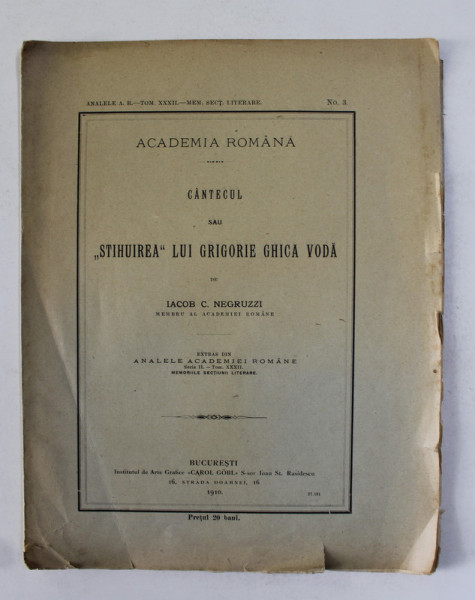 ANALELE A. R.—TOM. XXXII.—MEM. SECȚ. LITERARE. No. 3.
ACADEMIA ROMÂNĂ
CÂNTECUL
SAU
„STIHUIREA“ LUI GRIGORIE GHICA VODĂ
DE
IACOB C. NEGRUZZI
MEMBRU AL ACADEMIEI ROMÂNE
EXTRAS DIN
ANALELE ACADEMIEI ROMÂNE
Seria II.—Tom. XXXII.
MEMORIILE SECȚIUNII LITERARE.
BUCUREȘTI
Institutul de Arte Grafice «CAROL GÖBL» S-sor Ioan St. Rasidescu
16, STRADA DOAMNEI, 16
1910.
Prețul 20 bani.